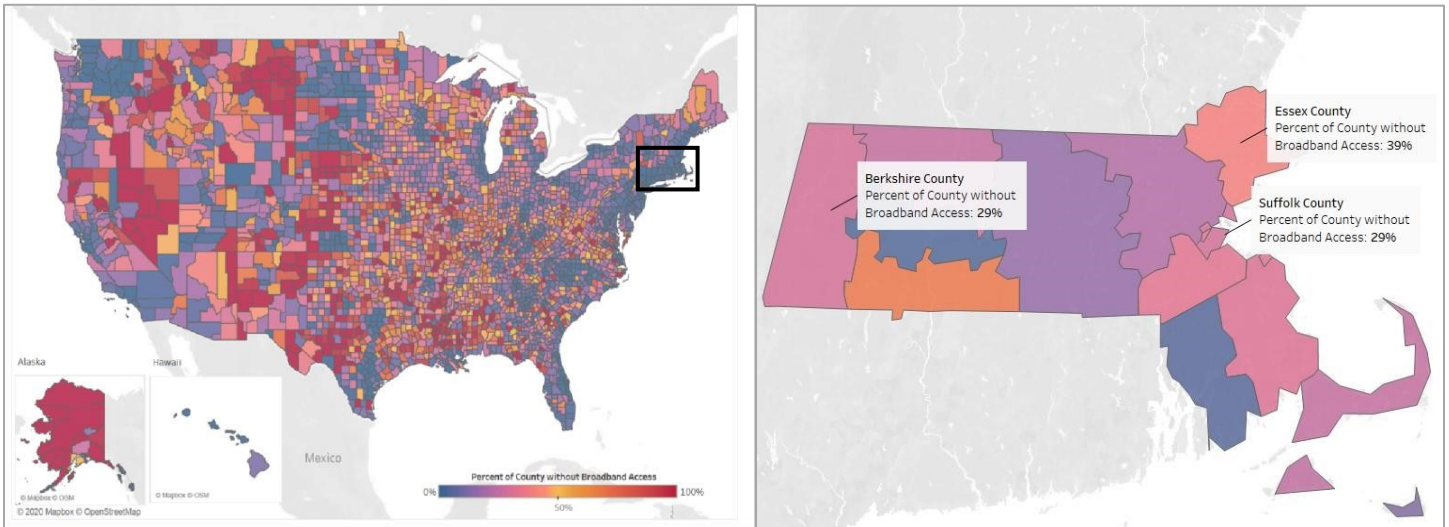 Alaska
Hawaii
© Mapbox © OSM
© Mapbox © OSM
© 2020 Mapbox © OpenStreetMap
Mexico
Percent of County without Broadband Access
0%
100%
50%
Essex County
Percent of County without
Broadband Access: 39%
Berkshire County
Percent of County without
Broadband Access: 29%
Suffolk County
Percent of County without
Broadband Access: 29%